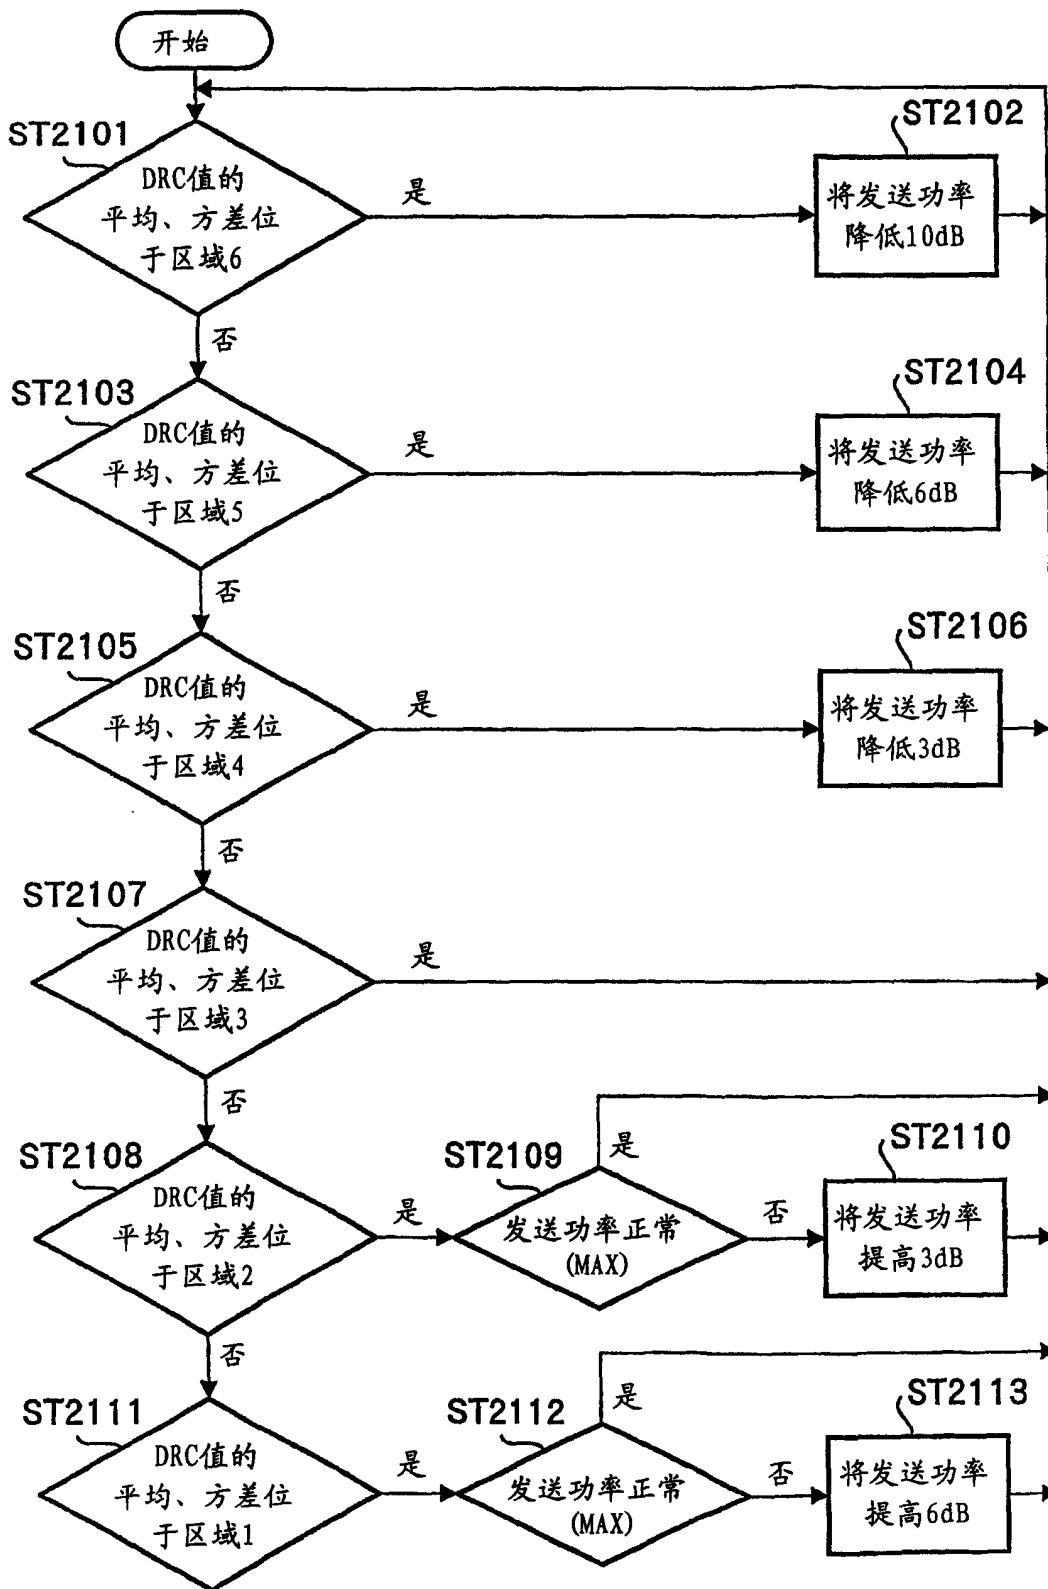 开始
ST2101
DRC值的
平均、方差位
于区域6
是
ST2102
将发送功率
降低10dB
否
ST2103
DRC值的
平均、方差位
于区域5
是
ST2104
将发送功率
降低6dB
否
ST2105
DRC值的
平均、方差位
于区域4
是
ST2106
将发送功率
降低3dB
否
ST2107
DRC值的
平均、方差位
于区域3
是
否
ST2108
DRC值的
平均、方差位
于区域2
是
ST2109
发送功率正常
(MAX)
是
否
ST2110
将发送功率
提高3dB
否
ST2111
DRC值的
平均、方差位
于区域1
是
ST2112
发送功率正常
(MAX)
是
否
ST2113
将发送功率
提高6dB